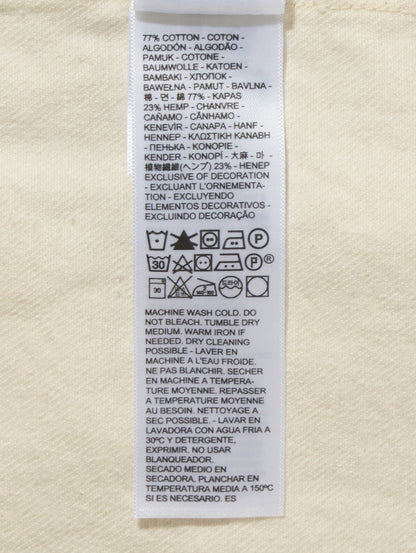 77% COTTON - COTON -
ALGODÓN - ALGODÃO -
PAMUK - COTONE -
BAUMWOLLE - KATOEN -
BAMBAKI - ХЛОПОК
BAWEŁNA - PAMUT - BAVLNA -
棉 - 면 - 綿 77% - KAPAS
23% HEMP - CHANVRE -
CAÑAMO - CÂNHAMO -
KENEVİR - CANAPA - HANF -
HENNEP - ΚΛΩΣΤΙΚΗ KANABH
- ПЕНЬКА - KONOPIE -
KENDER - KONOPÍ - 大麻 - 마 -
植物繊維(ヘンプ) 23% - HENEP
EXCLUSIVE OF DECORATION
- EXCLUANT L'ORNEMENTA-
TION - EXCLUYENDO
ELEMENTOS DECORATIVOS -
EXCLUINDO DECORAÇÃO
P
30 P®
30 드라이
MACHINE WASH COLD. DO
NOT BLEACH. TUMBLE DRY
MEDIUM. WARM IRON IF
NEEDED. DRY CLEANING
POSSIBLE - LAVER EN
MACHINE A L'EAU FROIDE.
NE PAS BLANCHIR. SECHER
EN MACHINE A TEMPERA-
TURE MOYENNE. REPASSER
A TEMPERATURE MOYENNE
AU BESOIN. NETTOYAGE A
SEC POSSIBLE. - LAVAR EN
LAVADORA CON AGUA FRIA A
30ºC Y DETERGENTE,
EXPRIMIR. NO USAR
BLANQUEADOR.
SECADO MEDIO EN
SECADORA. PLANCHAR EN
TEMPERATURA MEDIA A 150ºC
SI ES NECESARIO. ES